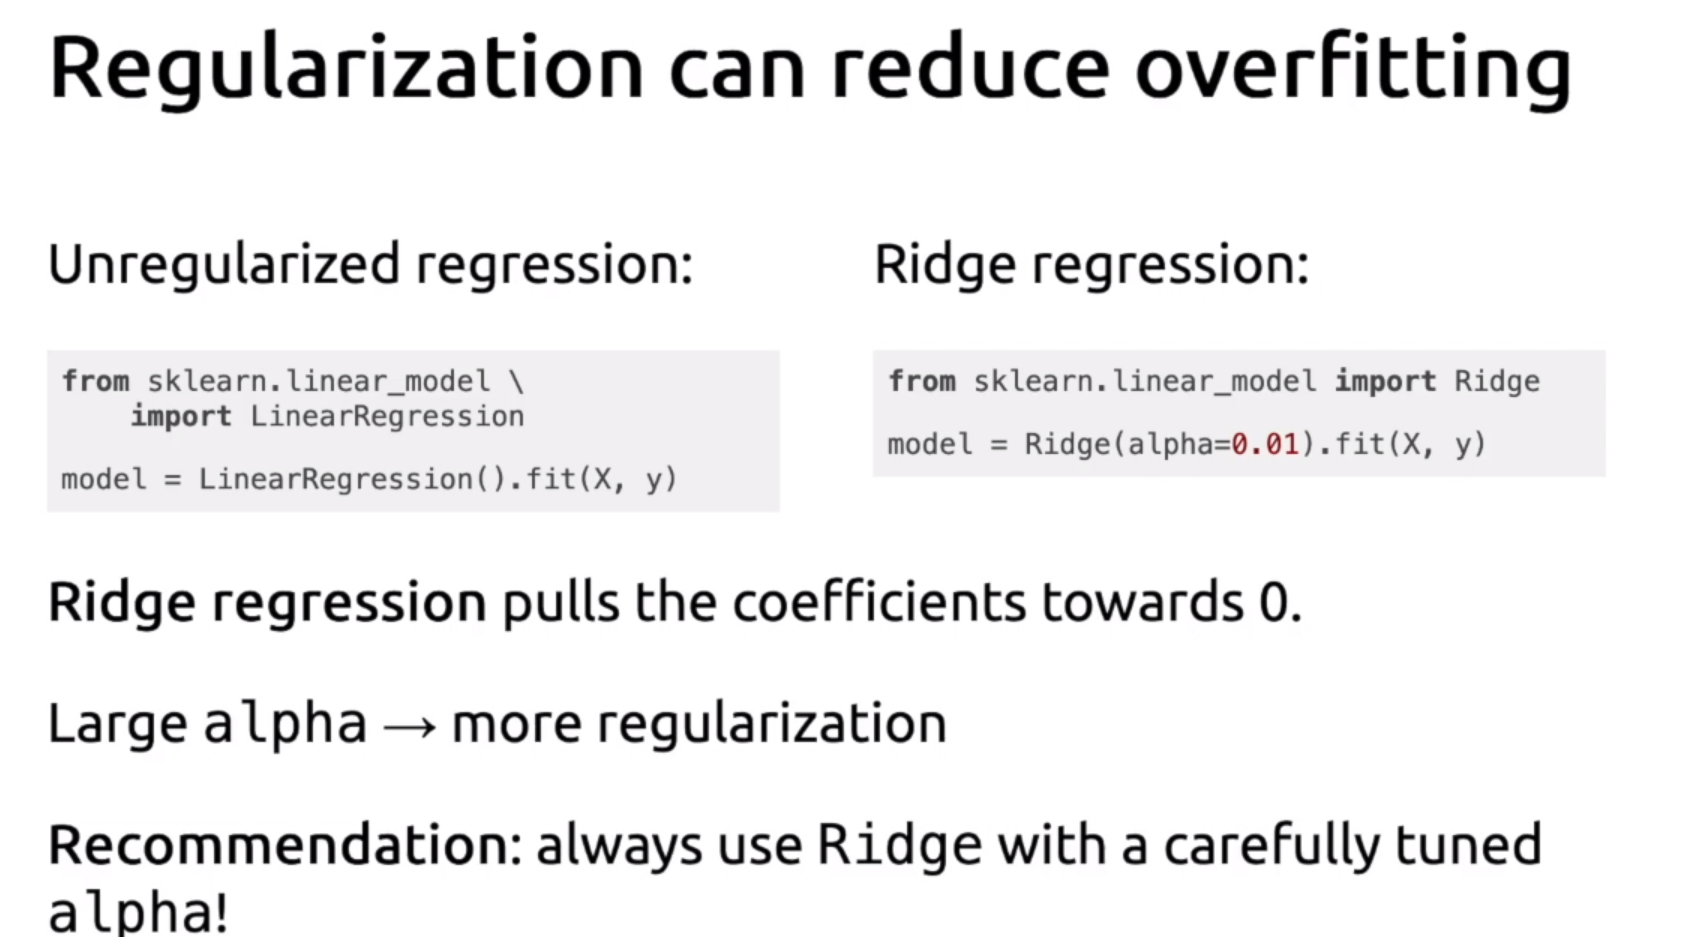 Regularization can reduce overfitting
Unregularized regression:
from sklearn.linear_model \
    import LinearRegression
model = LinearRegression().fit(X, y)
Ridge regression:
from sklearn.linear_model import Ridge
model = Ridge(alpha=0.01).fit(X, y)
Ridge regression pulls the coefficients towards 0.
Large alpha → more regularization
Recommendation: always use Ridge with a carefully tuned
alpha!